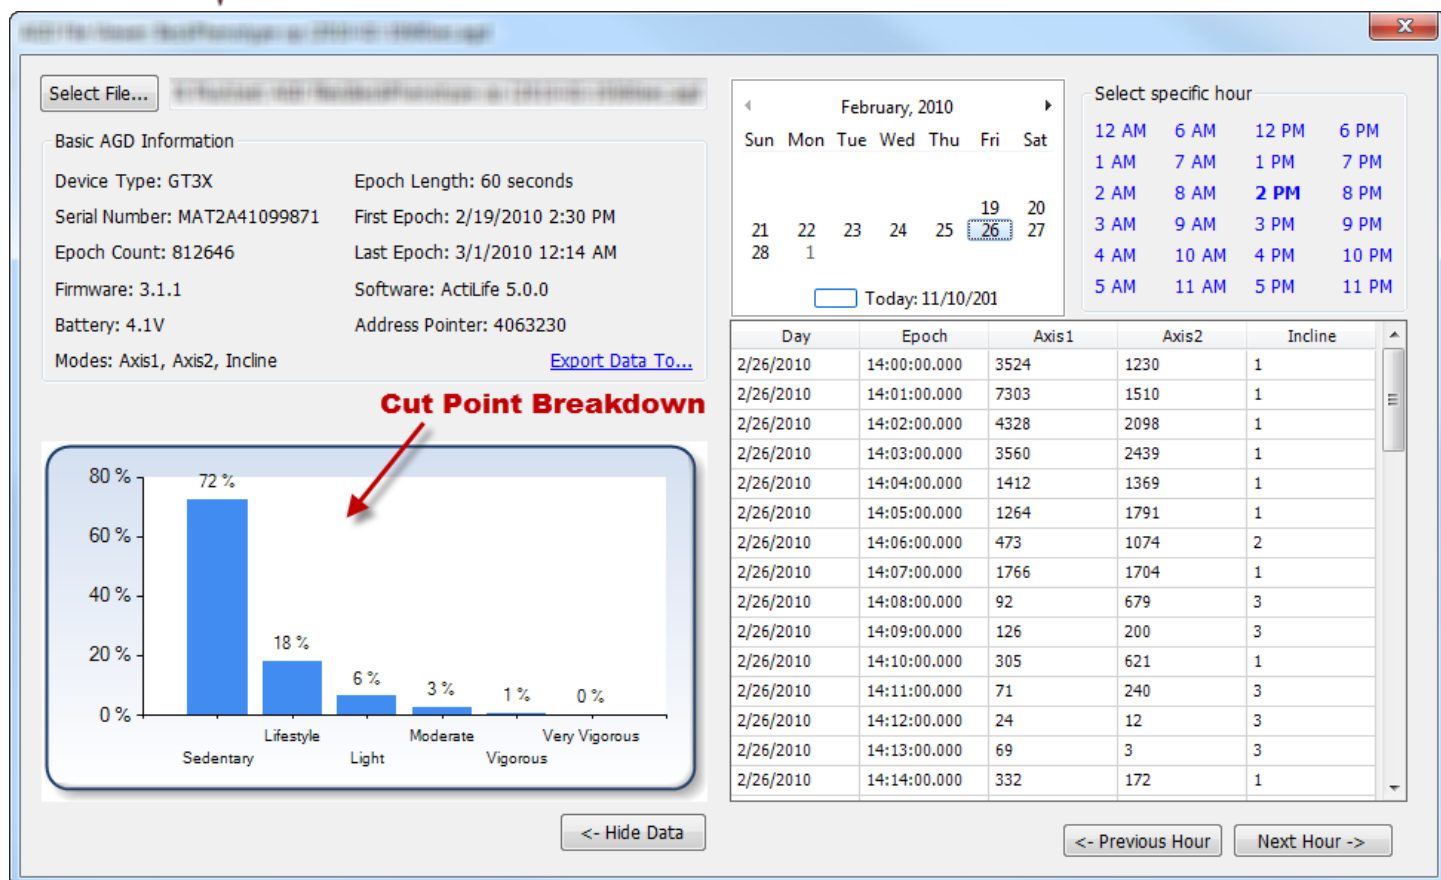 X
Select File...
Basic AGD Information
Device Type: GT3X
Epoch Length: 60 seconds
Serial Number: MAT2A41099871
First Epoch: 2/19/2010 2:30 PM
Epoch Count: 812646
Last Epoch: 3/1/2010 12:14 AM
Firmware: 3.1.1
Software: ActiLife 5.0.0
Battery: 4.1V
Address Pointer: 4063230
Modes: Axis1, Axis2, Incline
Export Data To...
Cut Point Breakdown
80 %
60 %
40 %
20 %
0 %
72 %
18 %
6 %
3 %
1 %
0 %
Sedentary
Lifestyle
Light
Moderate
Vigorous
Very Vigorous
<- Hide Data
February, 2010
Sun Mon Tue Wed Thu Fri Sat
19 20
21 22 23 24 25 26 27
28 1
Today: 11/10/201
Select specific hour
12 AM 6 AM 12 PM 6 PM
1 AM 7 AM 1 PM 7 PM
2 AM 8 AM 2 PM 8 PM
3 AM 9 AM 3 PM 9 PM
4 AM 10 AM 4 PM 10 PM
5 AM 11 AM 5 PM 11 PM
Day Epoch Axis1 Axis2 Incline
2/26/2010 14:00:00.000 3524 1230 1
2/26/2010 14:01:00.000 7303 1510 1
2/26/2010 14:02:00.000 4328 2098 1
2/26/2010 14:03:00.000 3560 2439 1
2/26/2010 14:04:00.000 1412 1369 1
2/26/2010 14:05:00.000 1264 1791 1
2/26/2010 14:06:00.000 473 1074 2
2/26/2010 14:07:00.000 1766 1704 1
2/26/2010 14:08:00.000 92 679 3
2/26/2010 14:09:00.000 126 200 3
2/26/2010 14:10:00.000 305 621 1
2/26/2010 14:11:00.000 71 240 3
2/26/2010 14:12:00.000 24 12 3
2/26/2010 14:13:00.000 69 3 3
2/26/2010 14:14:00.000 332 172 1
<- Previous Hour
Next Hour ->